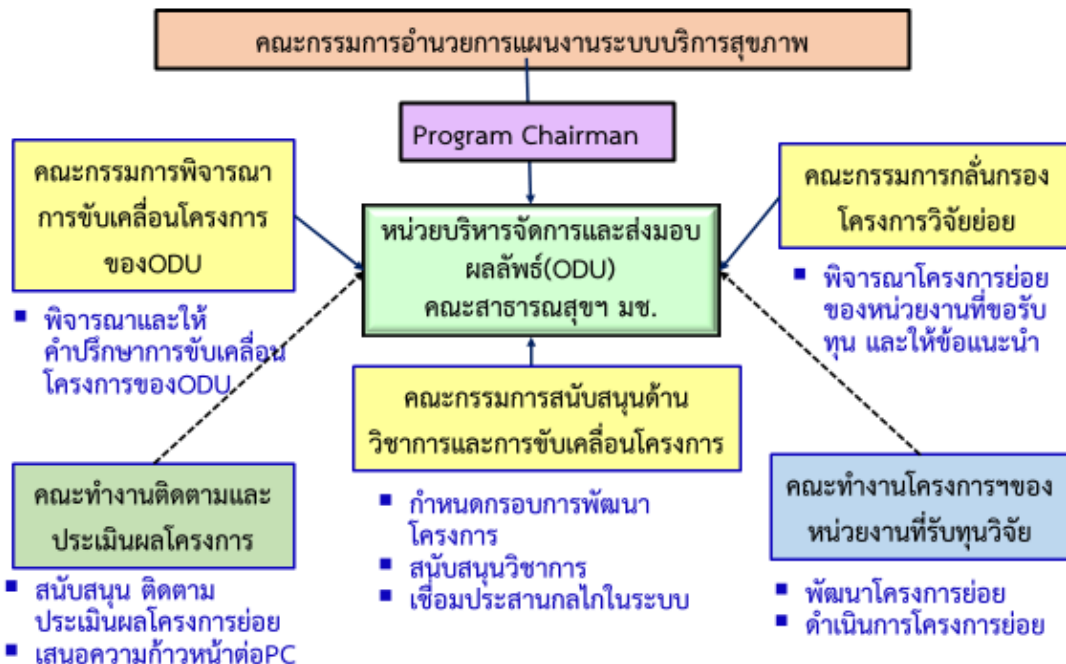 คณะกรรมการอำนวยการแผนงานระบบบริการสุขภาพ
Program Chairman
คณะกรรมการพิจารณา
การขับเคลื่อนโครงการ
ของODU
พิจารณาและให้
คำปรึกษาการขับเคลื่อน
โครงการของODU
หน่วยบริหารจัดการและส่งมอบ
ผลลัพธ์(ODU)
คณะสาธารณสุขฯ มช.
คณะกรรมการกลั่นกรอง
โครงการวิจัยย่อย
พิจารณาโครงการย่อย
ของหน่วยงานที่ขอรับ
ทุน และให้ข้อแนะนำ
คณะกรรมการสนับสนุนด้าน
วิชาการและการขับเคลื่อนโครงการ
กำหนดกรอบการพัฒนา
โครงการ
สนับสนุนวิชาการ
เชื่อมประสานกลไกในระบบ
คณะทำงานติดตามและ
ประเมินผลโครงการ
สนับสนุน ติดตาม
ประเมินผลโครงการย่อย
เสนอความก้าวหน้าต่อPC
คณะทำงานโครงการฯของ
หน่วยงานที่รับทุนวิจัย
พัฒนาโครงการย่อย
ดำเนินการโครงการย่อย